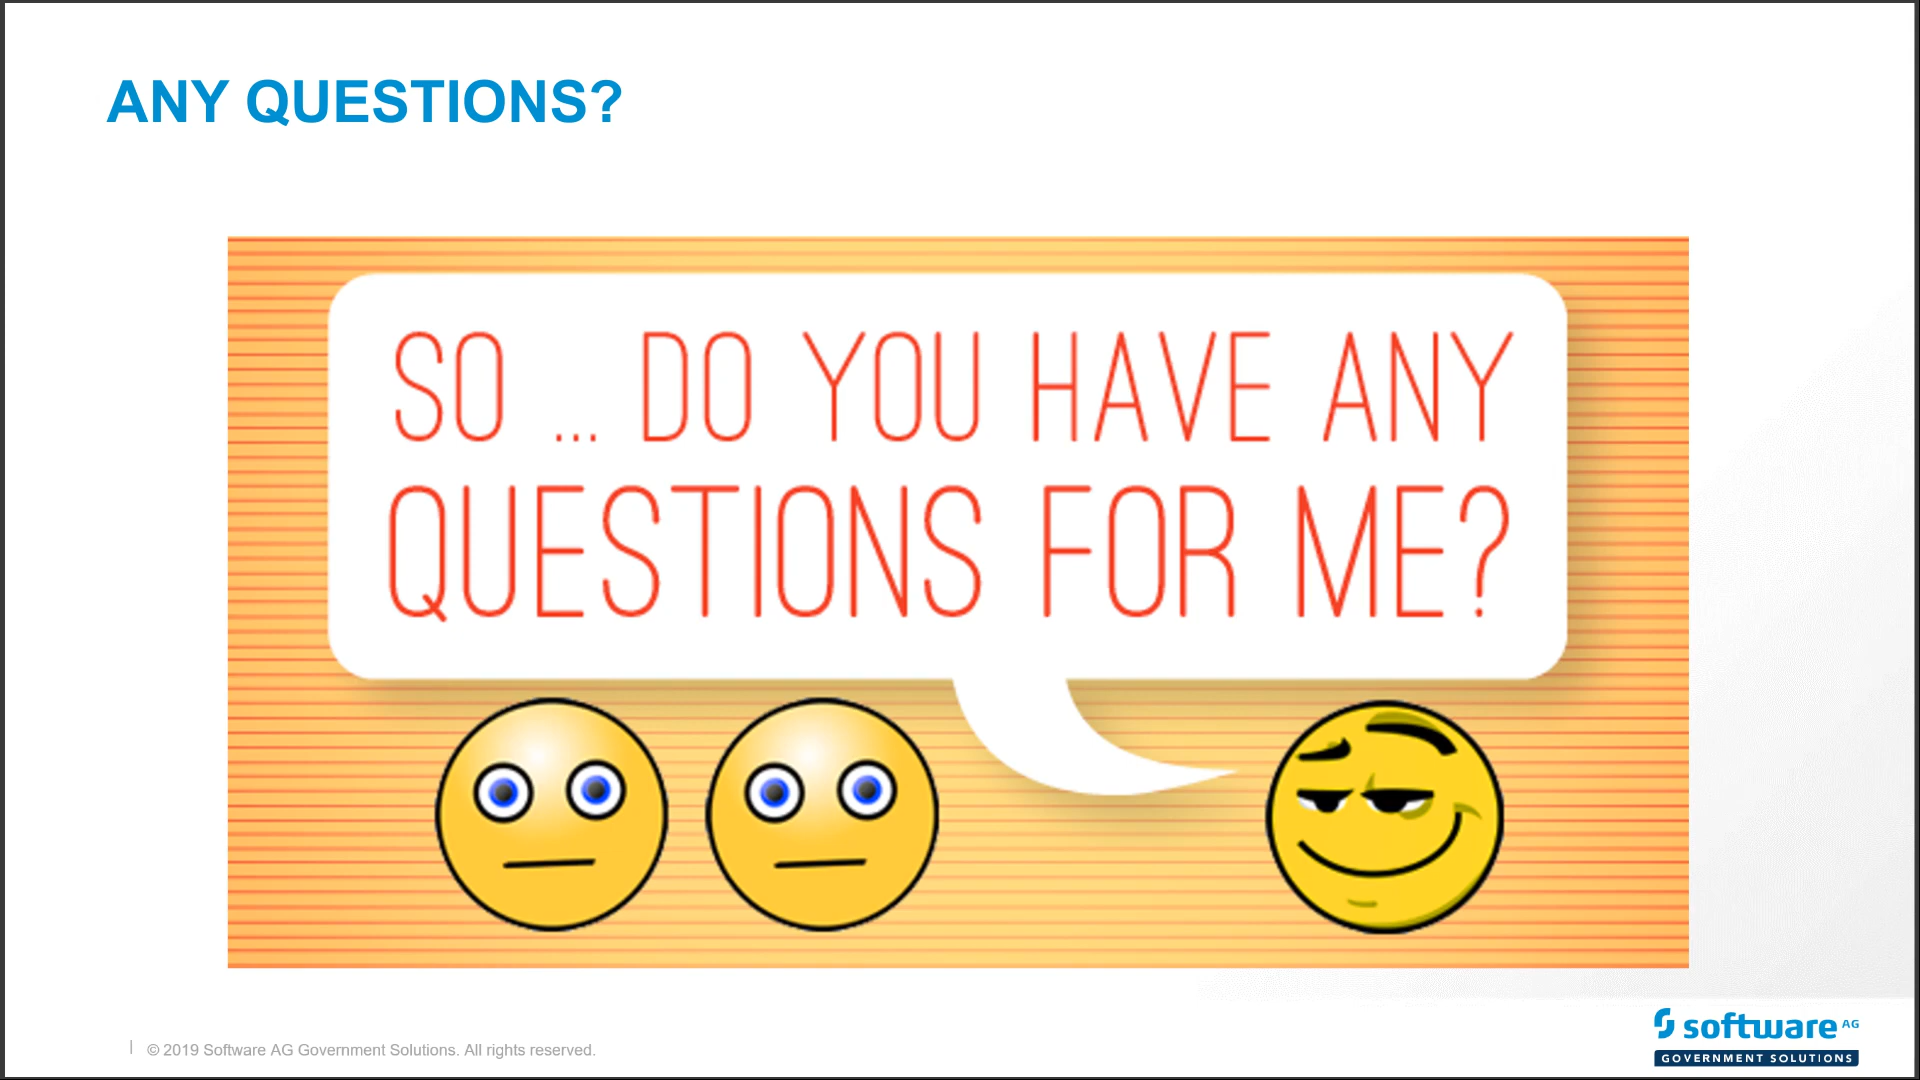 ANY QUESTIONS?
SO ... DO YOU HAVE ANY
QUESTIONS FOR ME?
© 2019 Software AG Government Solutions. All rights reserved.
software AG
GOVERNMENT SOLUTIONS